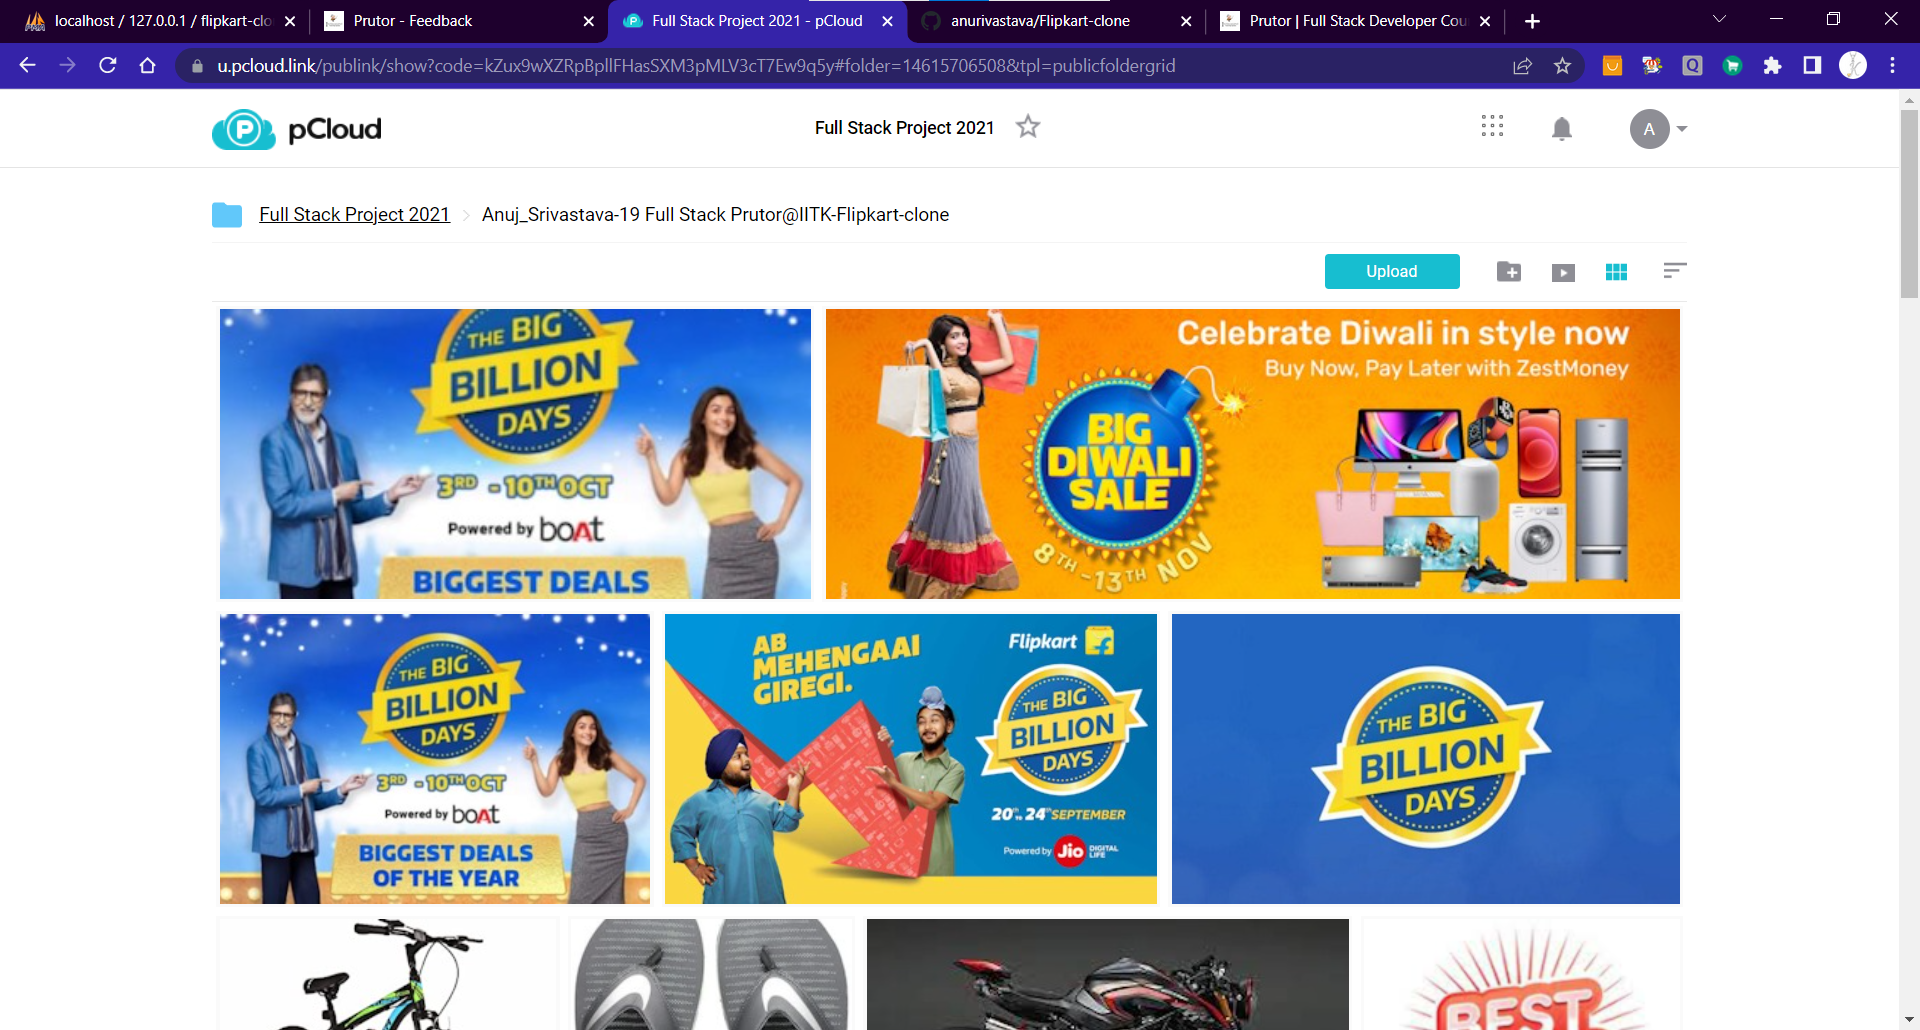 localhost / 127.0.0.1 / flipkart-clo
Prutor - Feedback
Full Stack Project 2021 - pCloud
anurivastava/Flipkart-clone
Prutor | Full Stack Developer Cou
u.pcloud.link/publink/show?code=kZux9wXZRpBpllFHasSXM3pMLV3cT7Ew9q5y#folder=14615706508&tpl=publicfoldergrid
P pCloud
Full Stack Project 2021
A
Full Stack Project 2021 > Anuj_Srivastava-19 Full Stack Prutor@IITK-Flipkart-clone
Upload
THE BIG
BILLION
DAYS
3RD - 10TH OCT
Powered by boAt
BIGGEST DEALS
Celebrate Diwali in style now
Buy Now, Pay Later with ZestMoney
BIG
DIWALI
SALE
8TH - 13TH NOV
THE BIG
BILLION
DAYS
3RD - 10TH OCT
Powered by boAt
BIGGEST DEALS
OF THE YEAR
AB
MEHENGAAI
GIREGI.
Flipkart
THE BIG
BILLION
DAYS
20th to 24th SEPTEMBER
Powered by Jio DIGITAL
LIFE
THE BIG
BILLION
DAYS
BEST